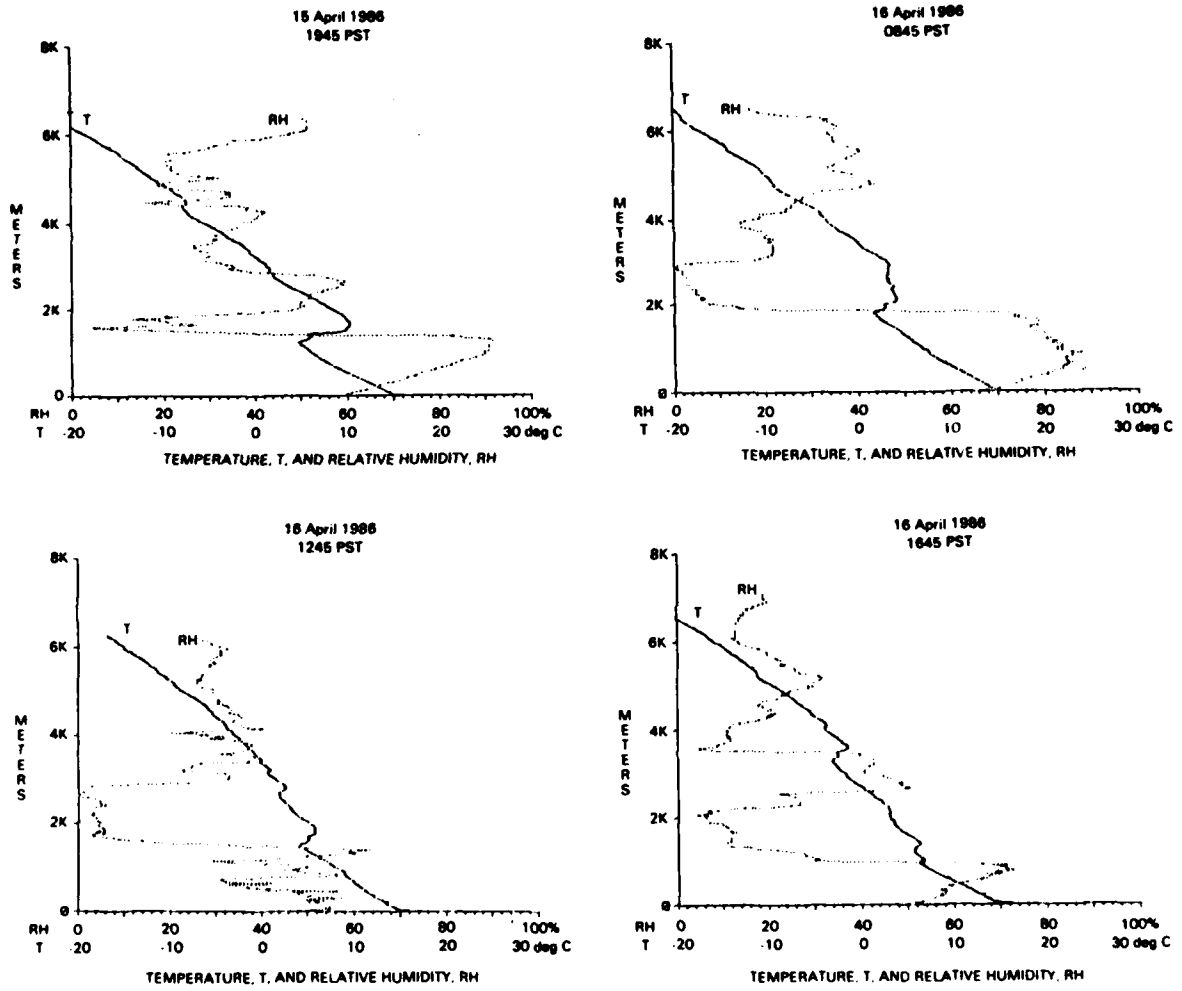 15 April 1986
1945 PST
8K
6K
4K
2K
0
METERS
T
RH
RH 0 20 40 60 80 100%
T -20 -10 0 10 20 30 deg C
TEMPERATURE, T, AND RELATIVE HUMIDITY, RH
16 April 1986
0845 PST
8K
6K
4K
2K
0
METERS
T
RH
RH 0 20 40 60 80 100%
T -20 -10 0 10 20 30 deg C
TEMPERATURE, T, AND RELATIVE HUMIDITY, RH
16 April 1986
1245 PST
8K
6K
4K
2K
0
METERS
T
RH
RH 0 20 40 60 80 100%
T -20 -10 0 10 20 30 deg C
TEMPERATURE, T, AND RELATIVE HUMIDITY, RH
16 April 1986
1645 PST
8K
6K
4K
2K
0
METERS
T
RH
RH 0 20 40 60 80 100%
T -20 -10 0 10 20 30 deg C
TEMPERATURE, T, AND RELATIVE HUMIDITY, RH